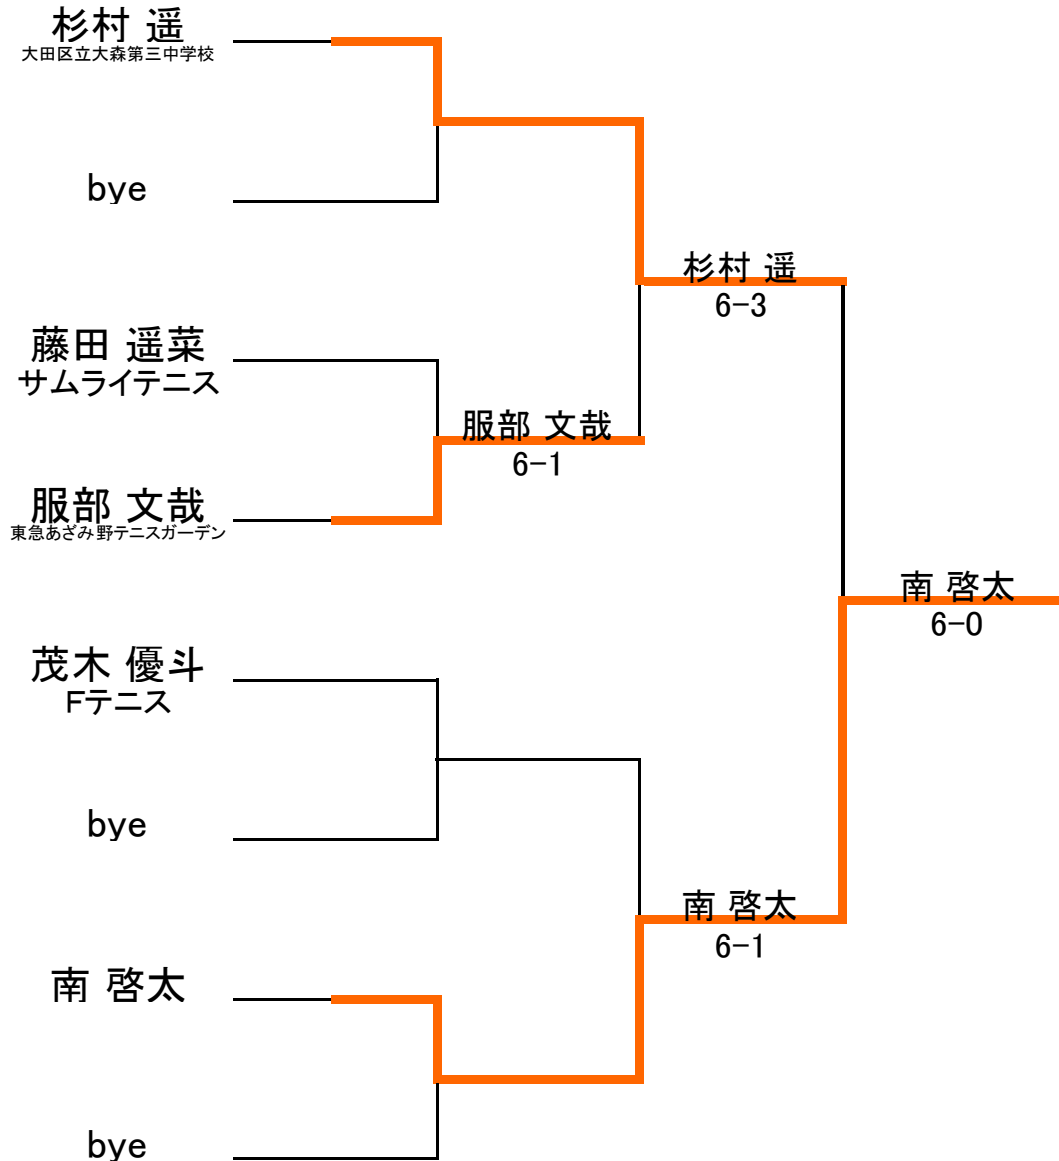 杉村 遥
大田区立大森第三中学校
bye
杉村 遥
6-3
藤田 遥菜
サムライテニス
服部 文哉
6-1
服部 文哉
東急あざみ野テニスガーデン
南 啓太
6-0
茂木 優斗
Fテニス
bye
南 啓太
6-1
南 啓太
bye